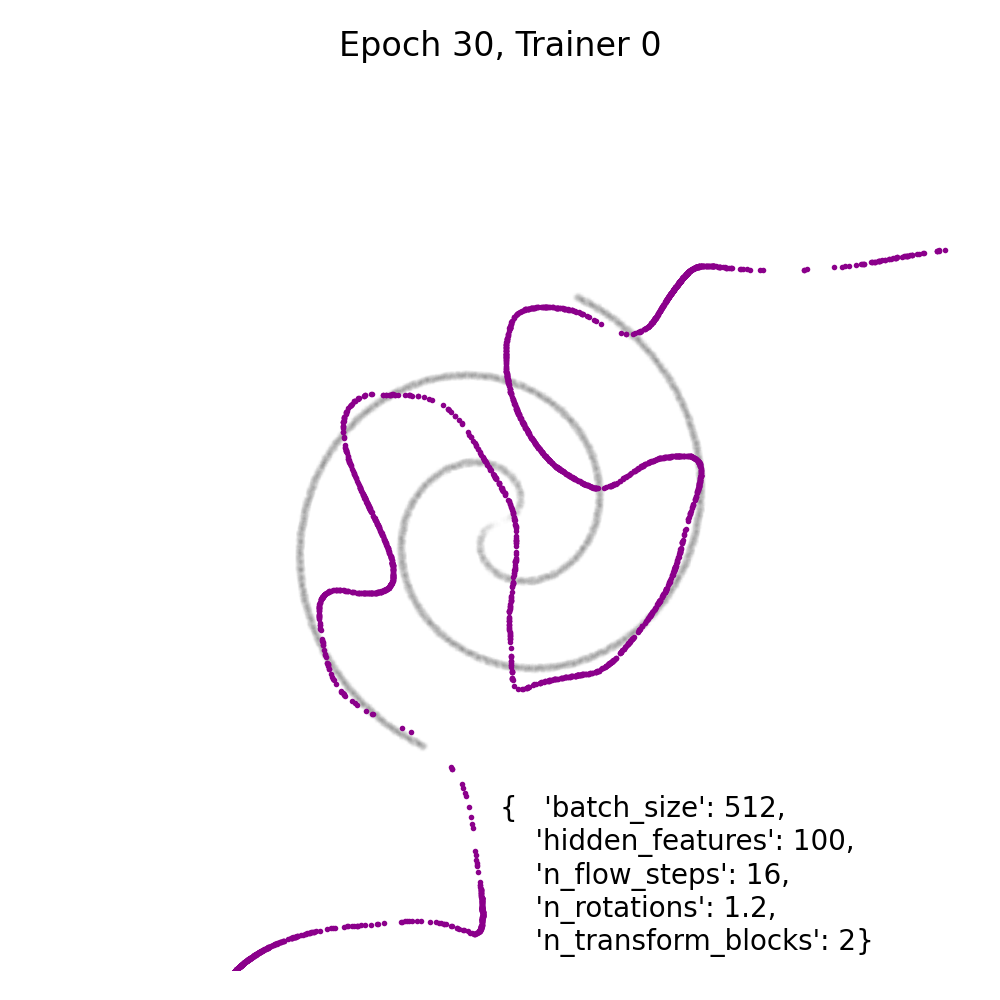 Epoch 30, Trainer 0
{   'batch_size': 512,
'hidden_features': 100,
'n_flow_steps': 16,
'n_rotations': 1.2,
'n_transform_blocks': 2}